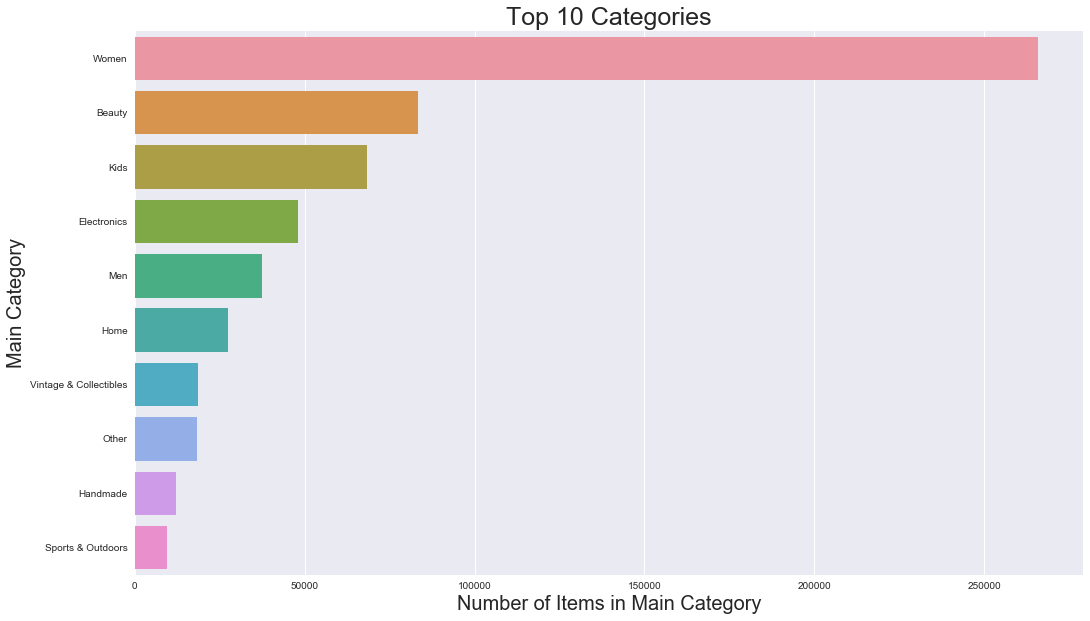 Top 10 Categories
Main Category
Women
Beauty
Kids
Electronics
Men
Home
Vintage & Collectibles
Other
Handmade
Sports & Outdoors
0 50000 100000 150000 200000 250000
Number of Items in Main Category